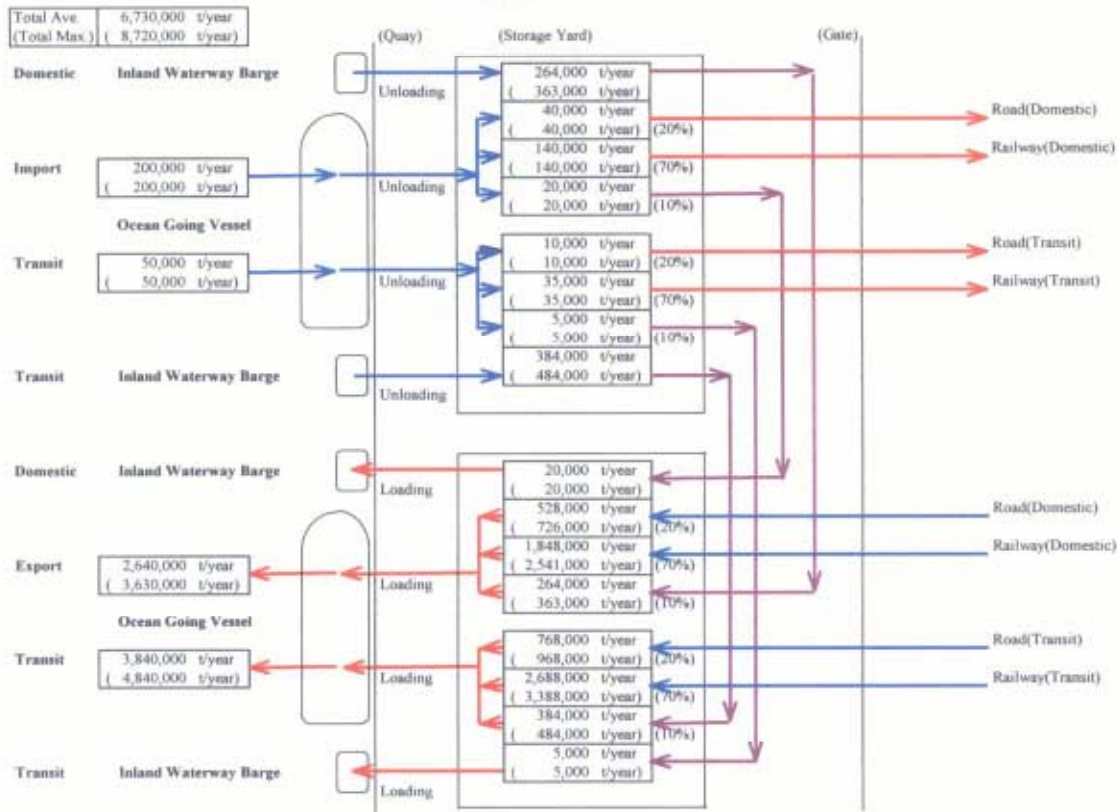 Total Ave. 6,730,000 t/year
(Total Max.) ( 8,720,000 t/year)
(Quay) (Storage Yard) (Gate)
Domestic Inland Waterway Barge
Unloading
264,000 t/year
( 363,000 t/year)
40,000 t/year
( 40,000 t/year) (20%)
Road(Domestic)
Import
200,000 t/year
( 200,000 t/year)
Unloading
140,000 t/year
( 140,000 t/year) (70%)
Railway(Domestic)
20,000 t/year
( 20,000 t/year) (10%)
Ocean Going Vessel
Transit
50,000 t/year
( 50,000 t/year)
Unloading
10,000 t/year
( 10,000 t/year) (20%)
Road(Transit)
35,000 t/year
( 35,000 t/year) (70%)
Railway(Transit)
5,000 t/year
( 5,000 t/year) (10%)
Transit Inland Waterway Barge
Unloading
384,000 t/year
( 484,000 t/year)
Domestic Inland Waterway Barge
Loading
20,000 t/year
( 20,000 t/year)
528,000 t/year
( 726,000 t/year) (20%)
Road(Domestic)
Export
2,640,000 t/year
( 3,630,000 t/year)
Loading
1,848,000 t/year
( 2,541,000 t/year) (70%)
Railway(Domestic)
264,000 t/year
( 363,000 t/year) (10%)
Ocean Going Vessel
Transit
3,840,000 t/year
( 4,840,000 t/year)
Loading
768,000 t/year
( 968,000 t/year) (20%)
Road(Transit)
2,688,000 t/year
( 3,388,000 t/year) (70%)
Railway(Transit)
384,000 t/year
( 484,000 t/year) (10%)
Transit Inland Waterway Barge
Loading
5,000 t/year
( 5,000 t/year)